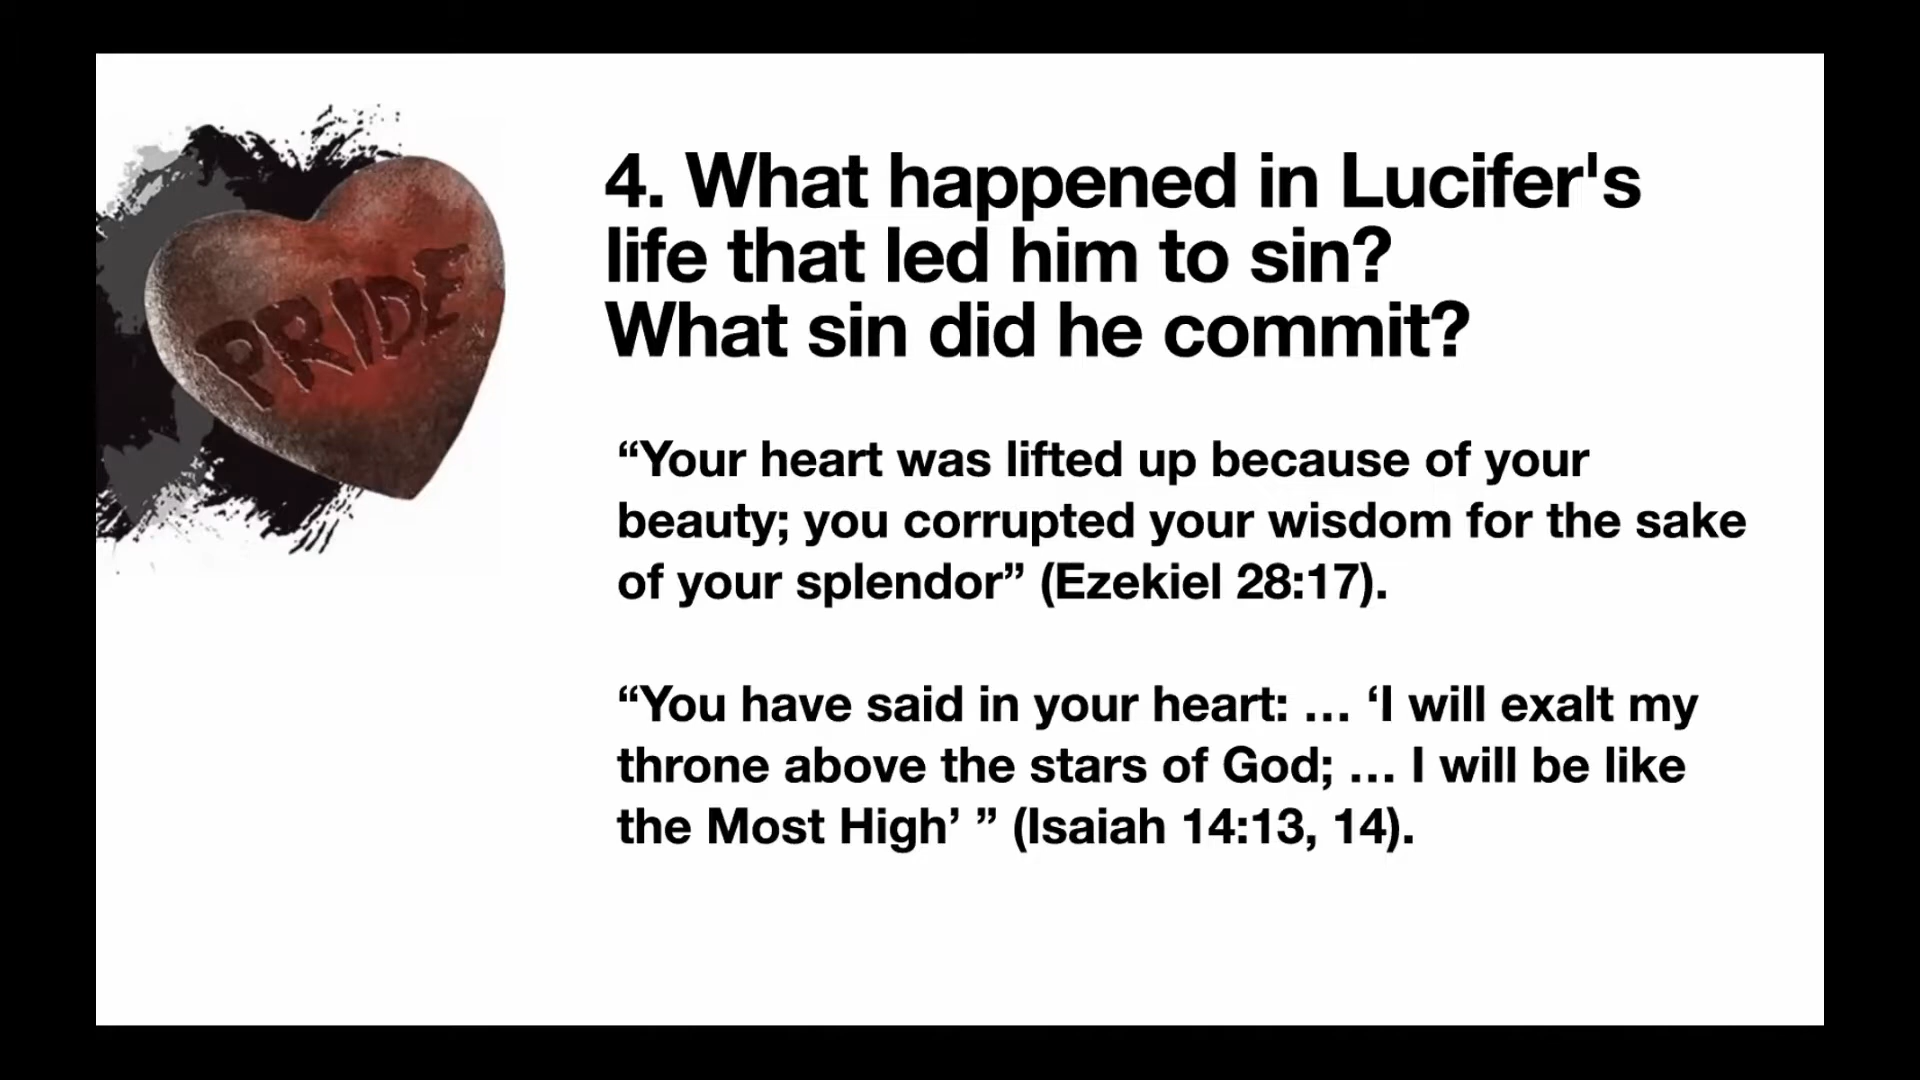 PRIDE
4. What happened in Lucifer's
life that led him to sin?
What sin did he commit?
“Your heart was lifted up because of your
beauty; you corrupted your wisdom for the sake
of your splendor” (Ezekiel 28:17).
“You have said in your heart: … ‘I will exalt my
throne above the stars of God; … I will be like
the Most High’ ” (Isaiah 14:13, 14).